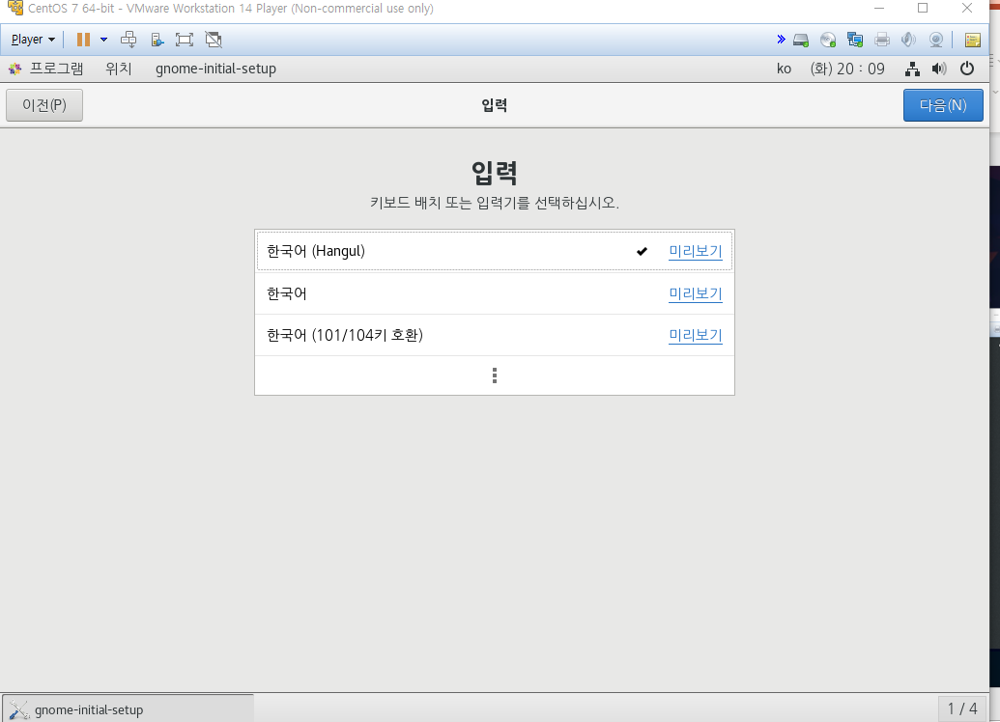 CentOS 7 64-bit - VMware Workstation 14 Player (Non-commercial use only)
Player
프로그램 위치 gnome-initial-setup ko (화) 20 : 09
이전(P) 입력 다음(N)
입력
키보드 배치 또는 입력기를 선택하십시오.
한국어 (Hangul) 미리보기
한국어 미리보기
한국어 (101/104키 호환) 미리보기
gnome-initial-setup 1 / 4